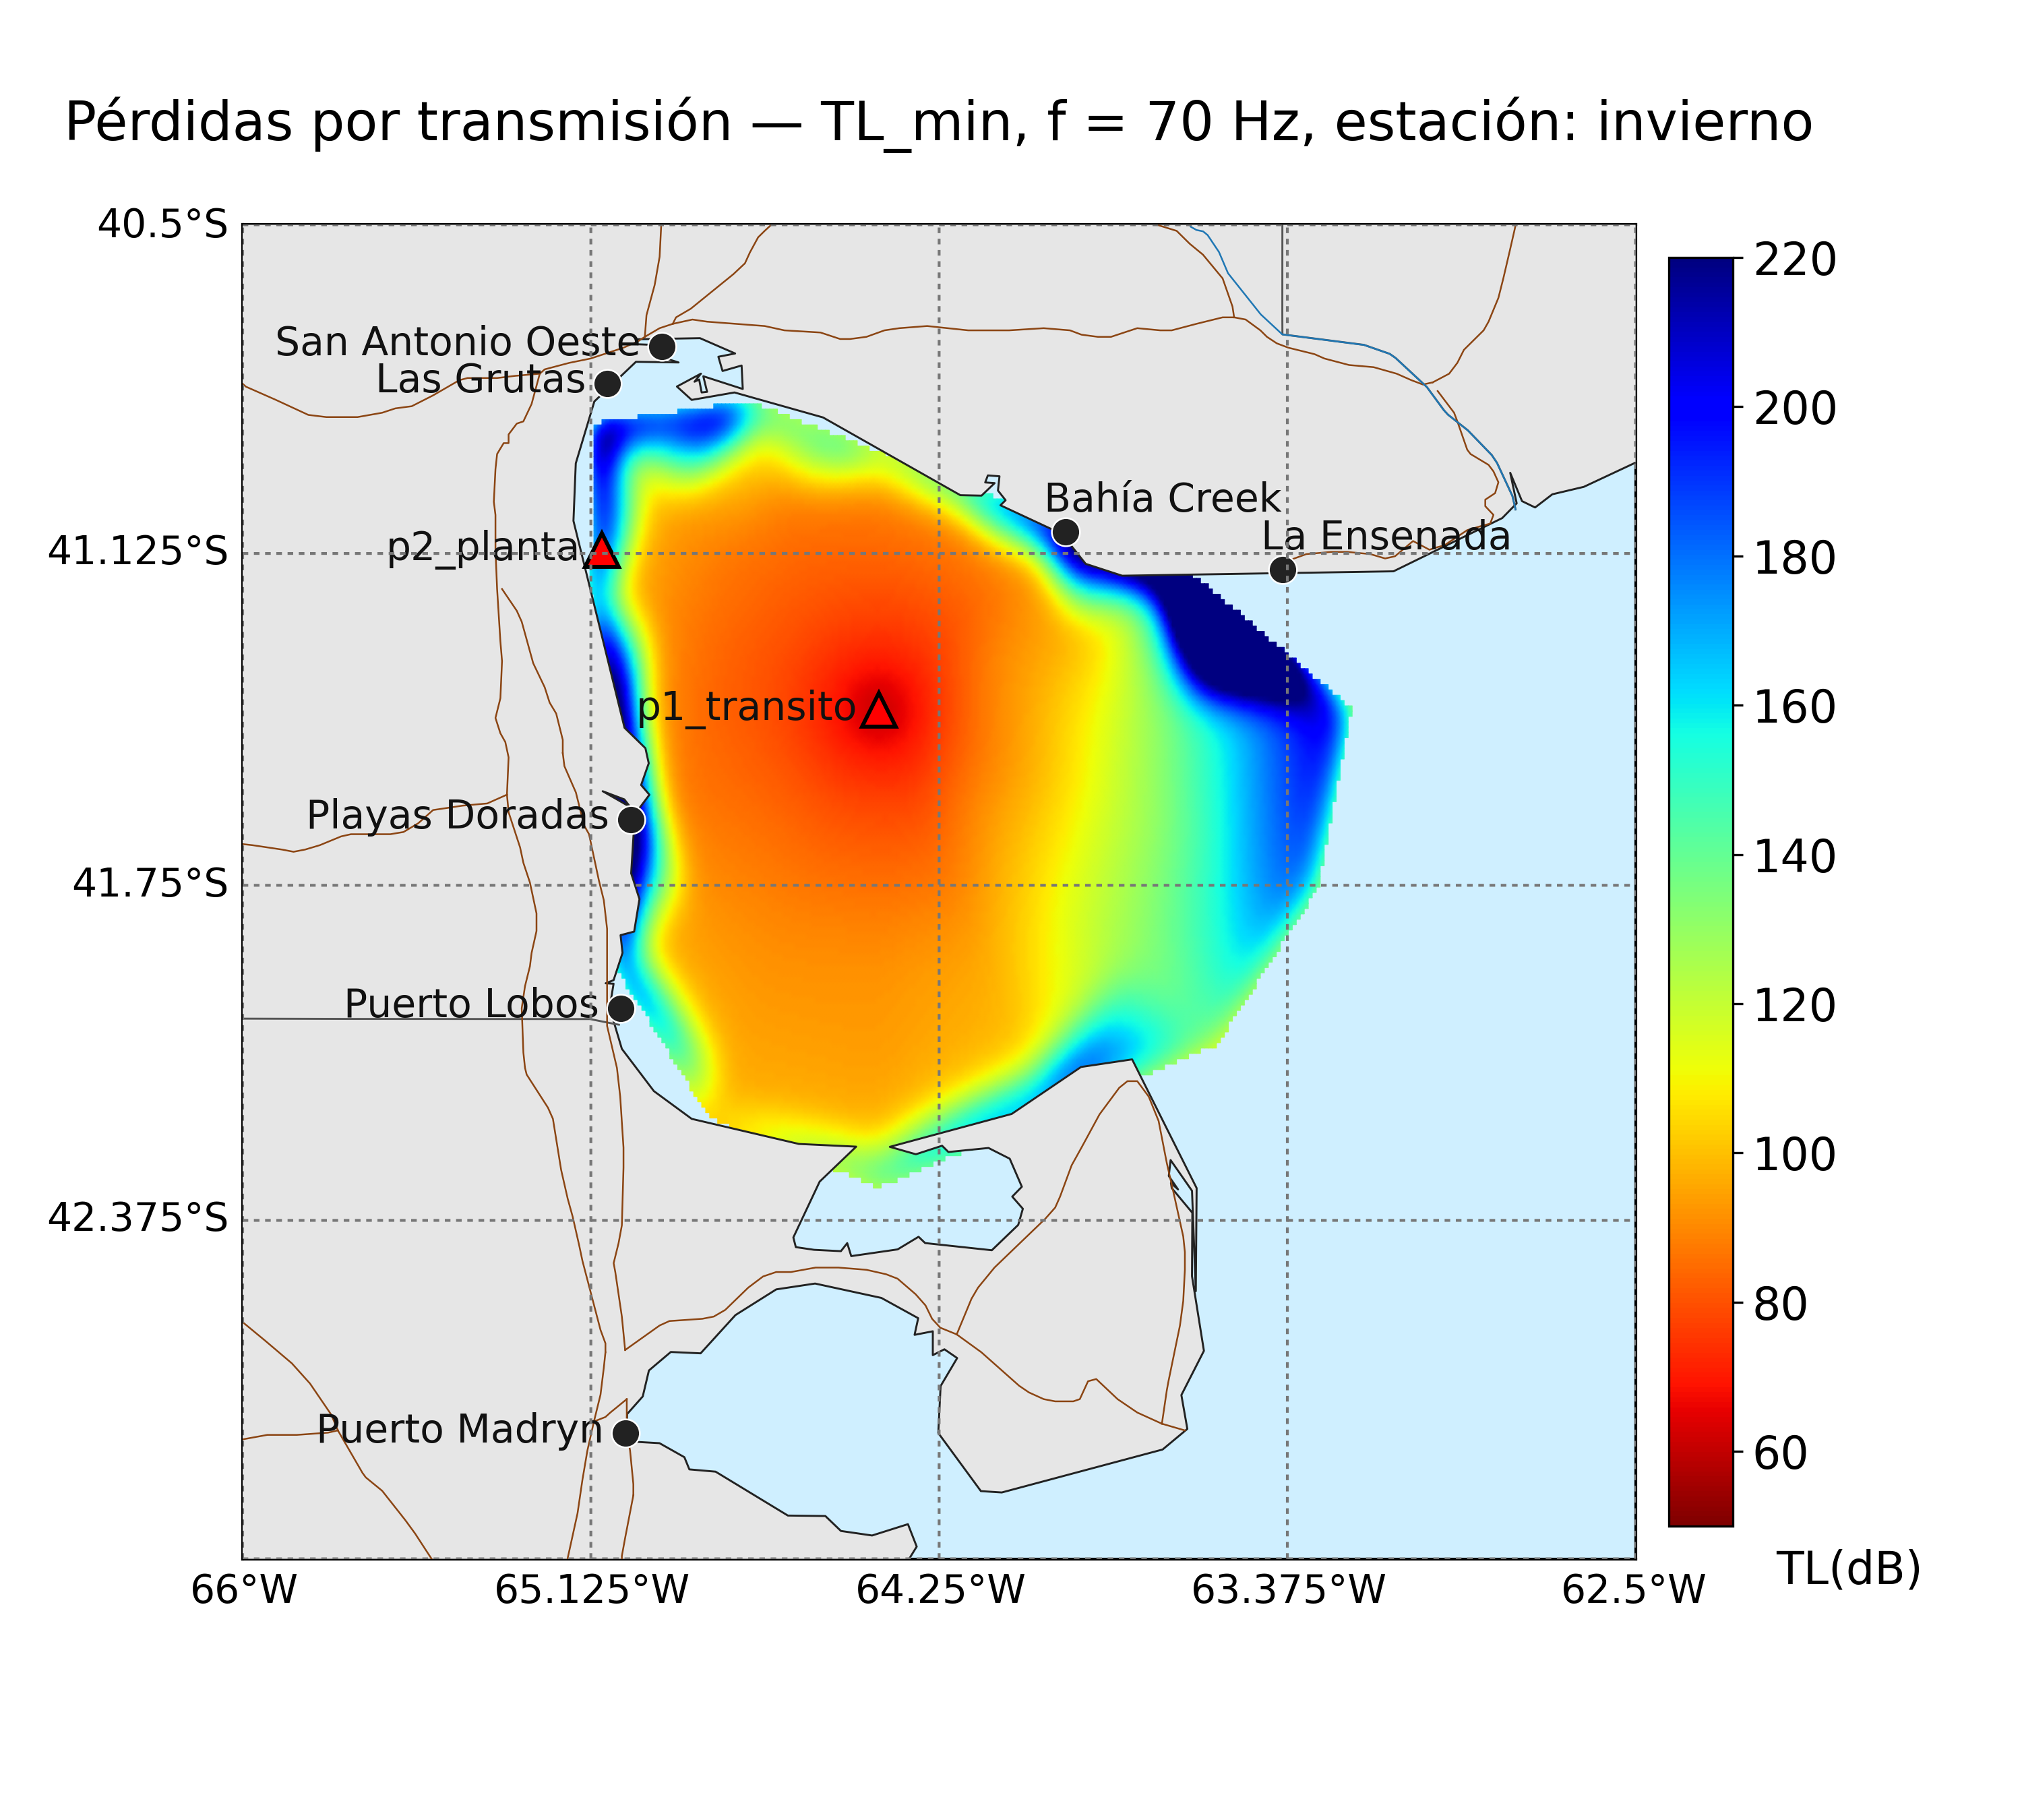 Pérdidas por transmisión — TL_min, f = 70 Hz, estación: invierno
40.5°S
41.125°S
41.75°S
42.375°S
San Antonio Oeste
Las Grutas
Bahía Creek
La Ensenada
p2_planta
p1_transito
Playas Doradas
Puerto Lobos
Puerto Madryn
66°W
65.125°W
64.25°W
63.375°W
62.5°W
220
200
180
160
140
120
100
80
60
TL(dB)